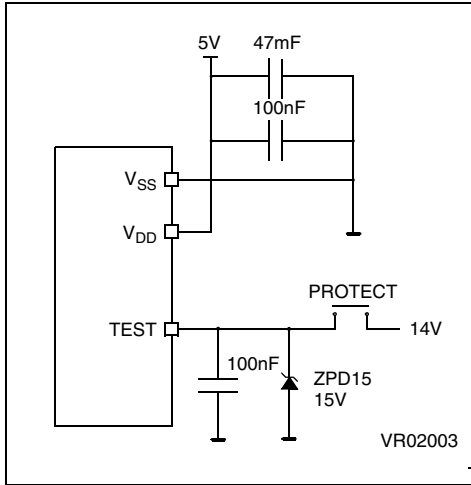 5V
47mF
100nF
VSS
VDD
PROTECT
TEST
14V
100nF
ZPD15
15V
VR02003